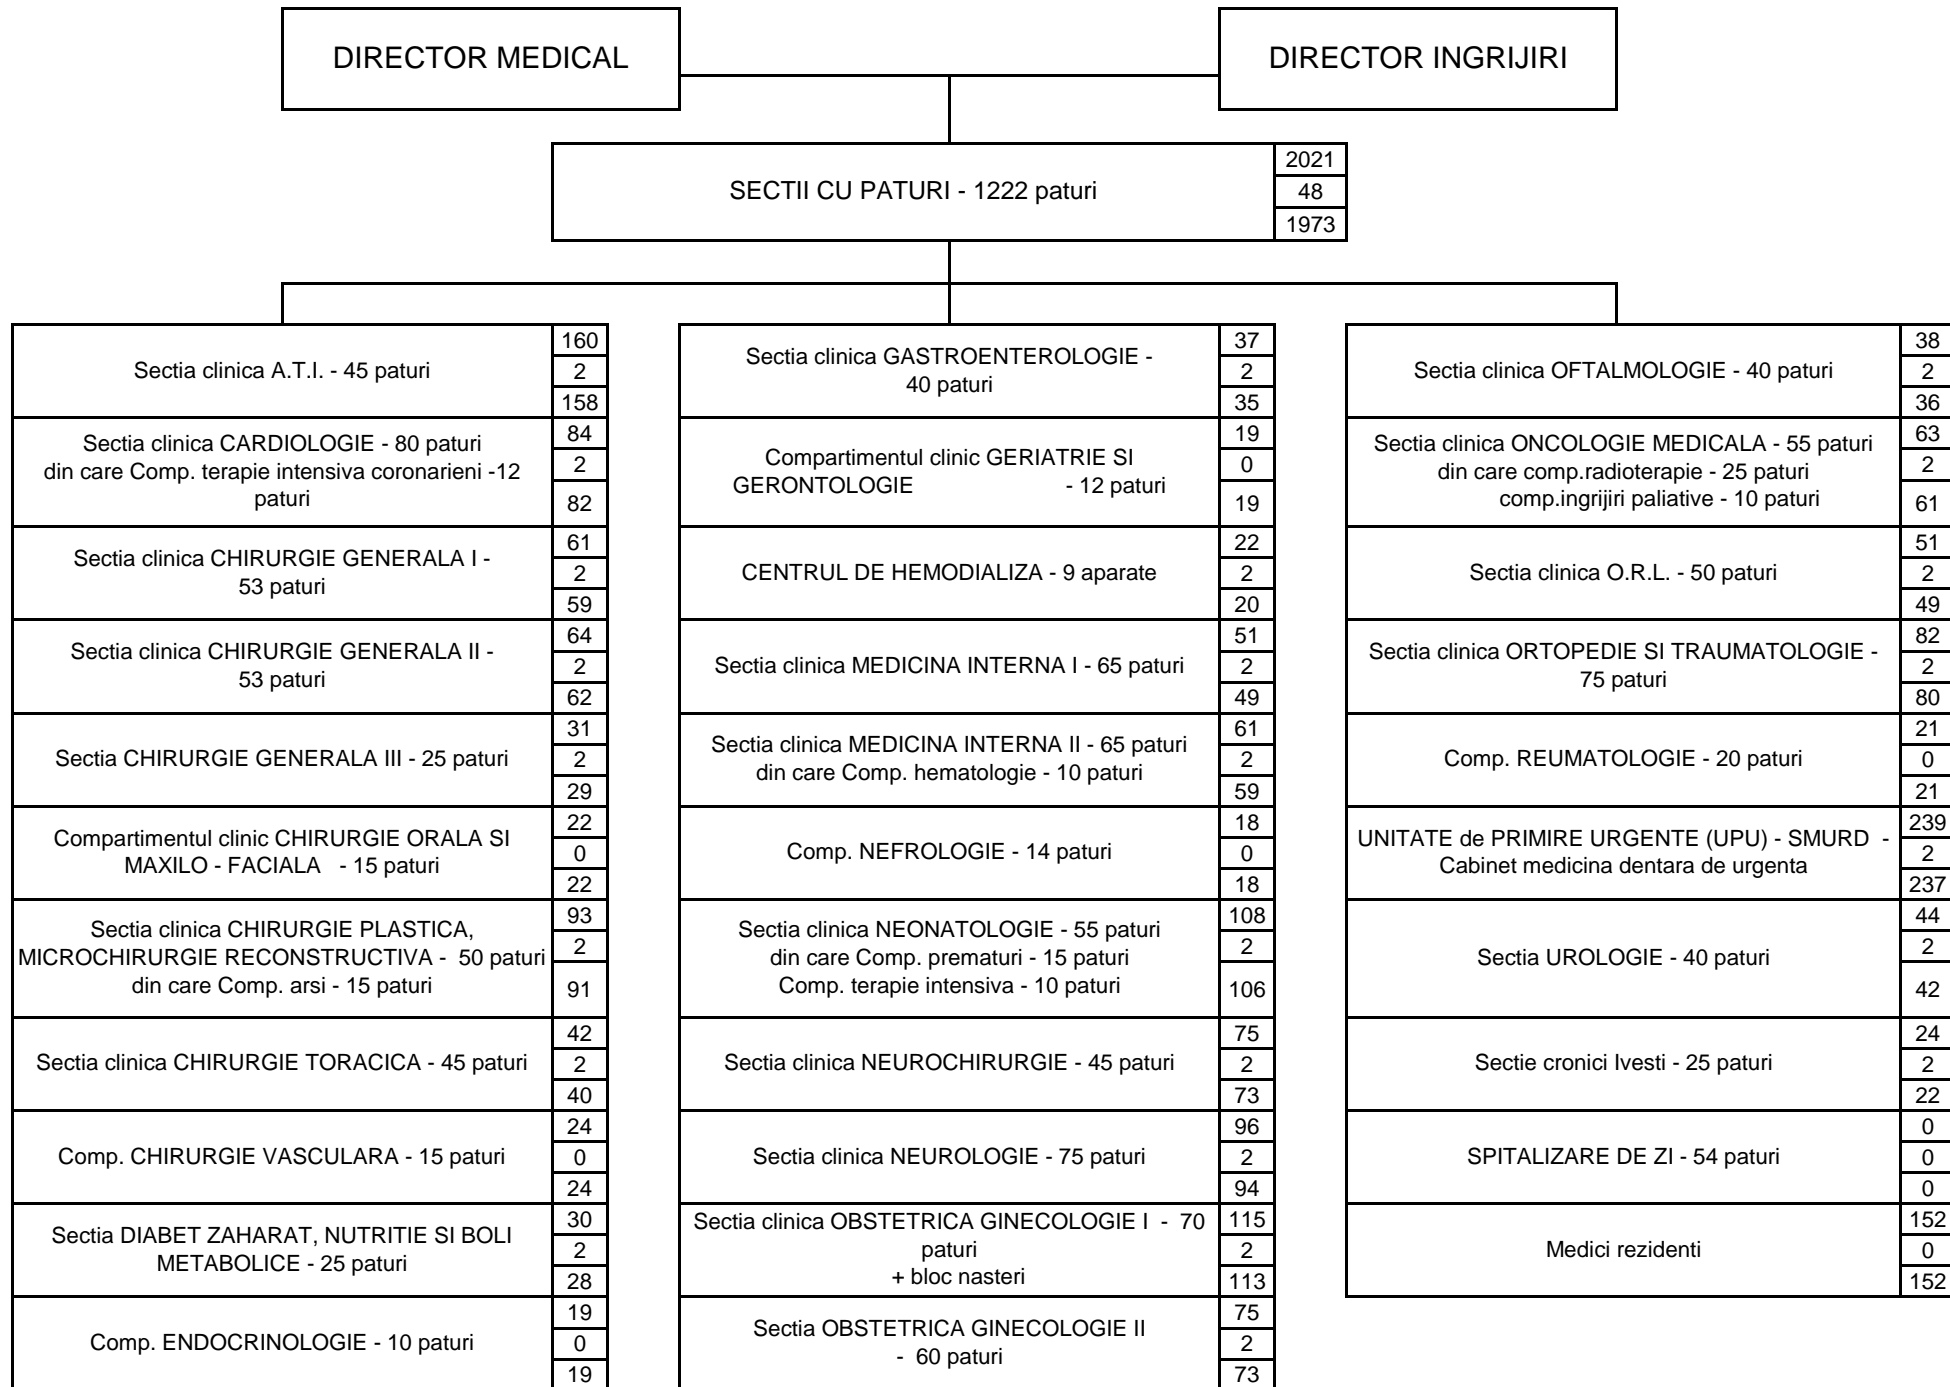 DIRECTOR MEDICAL
DIRECTOR INGRIJIRI
SECTII CU PATURI - 1222 paturi
2021
48
1973
Sectia clinica A.T.I. - 45 paturi
160
2
158
Sectia clinica CARDIOLOGIE - 80 paturi
din care Comp. terapie intensiva coronarieni -12
paturi
84
2
82
Sectia clinica CHIRURGIE GENERALA I -
53 paturi
61
2
59
Sectia clinica CHIRURGIE GENERALA II -
53 paturi
64
2
62
Sectia CHIRURGIE GENERALA III - 25 paturi
31
2
29
Compartimentul clinic CHIRURGIE ORALA SI
MAXILO - FACIALA - 15 paturi
22
0
22
Sectia clinica CHIRURGIE PLASTICA,
MICROCHIRURGIE RECONSTRUCTIVA - 50 paturi
din care Comp. arsi - 15 paturi
93
2
91
Sectia clinica CHIRURGIE TORACICA - 45 paturi
42
2
40
Comp. CHIRURGIE VASCULARA - 15 paturi
24
0
24
Sectia DIABET ZAHARAT, NUTRITIE SI BOLI
METABOLICE - 25 paturi
30
2
28
Comp. ENDOCRINOLOGIE - 10 paturi
19
0
19
Sectia clinica GASTROENTEROLOGIE -
40 paturi
37
2
35
Compartimentul clinic GERIATRIE SI
GERONTOLOGIE - 12 paturi
19
0
19
CENTRUL DE HEMODIALIZA - 9 aparate
22
2
20
Sectia clinica MEDICINA INTERNA I - 65 paturi
51
2
49
Sectia clinica MEDICINA INTERNA II - 65 paturi
din care Comp. hematologie - 10 paturi
61
2
59
Comp. NEFROLOGIE - 14 paturi
18
0
18
Sectia clinica NEONATOLOGIE - 55 paturi
din care Comp. prematuri - 15 paturi
Comp. terapie intensiva - 10 paturi
108
2
106
Sectia clinica NEUROCHIRURGIE - 45 paturi
75
2
73
Sectia clinica NEUROLOGIE - 75 paturi
96
2
94
Sectia clinica OBSTETRICA GINECOLOGIE I - 70
paturi
+ bloc nasteri
115
2
113
Sectia OBSTETRICA GINECOLOGIE II
- 60 paturi
75
2
73
Sectia clinica OFTALMOLOGIE - 40 paturi
38
2
36
Sectia clinica ONCOLOGIE MEDICALA - 55 paturi
din care comp.radioterapie - 25 paturi
comp.ingrijiri paliative - 10 paturi
63
2
61
Sectia clinica O.R.L. - 50 paturi
51
2
49
Sectia clinica ORTOPEDIE SI TRAUMATOLOGIE -
75 paturi
82
2
80
Comp. REUMATOLOGIE - 20 paturi
21
0
21
UNITATE de PRIMIRE URGENTE (UPU) - SMURD -
Cabinet medicina dentara de urgenta
239
2
237
Sectia UROLOGIE - 40 paturi
44
2
42
Sectie cronici Ivesti - 25 paturi
24
2
22
SPITALIZARE DE ZI - 54 paturi
0
0
0
Medici rezidenti
152
0
152